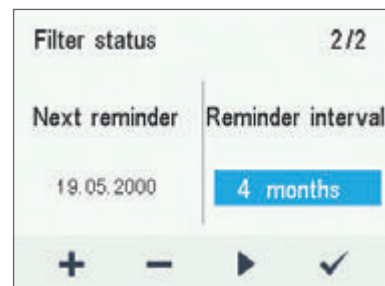 Filter status 2/2
Next reminder Reminder interval
19.05.2000 4 months